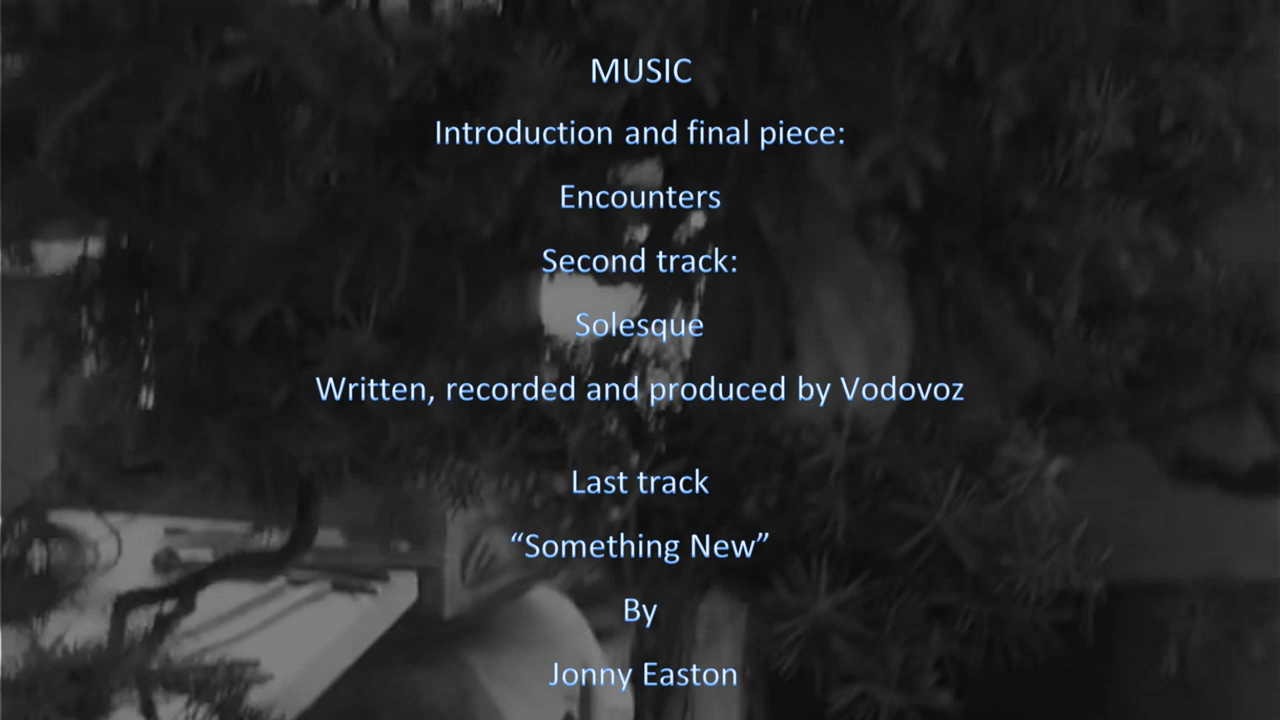 MUSIC
Introduction and final piece:
Encounters
Second track:
Solesque
Written, recorded and produced by Vodovoz
Last track
“Something New”
By
Jonny Easton